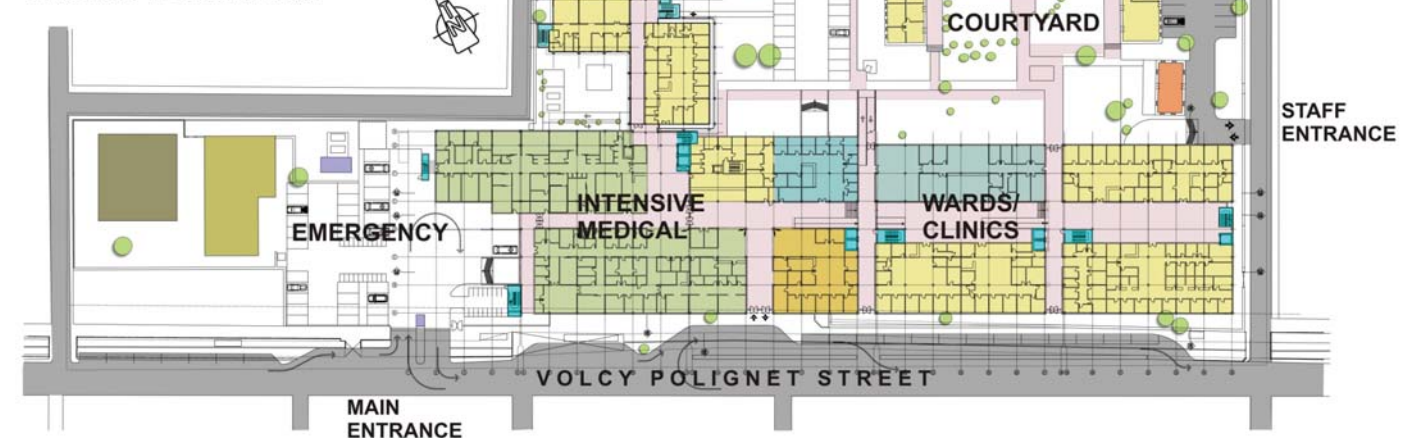 N
COURTYARD
STAFF
ENTRANCE
INTENSIVE
MEDICAL
WARDS/
CLINICS
EMERGENCY
VOLCY POLIGNET STREET
MAIN
ENTRANCE